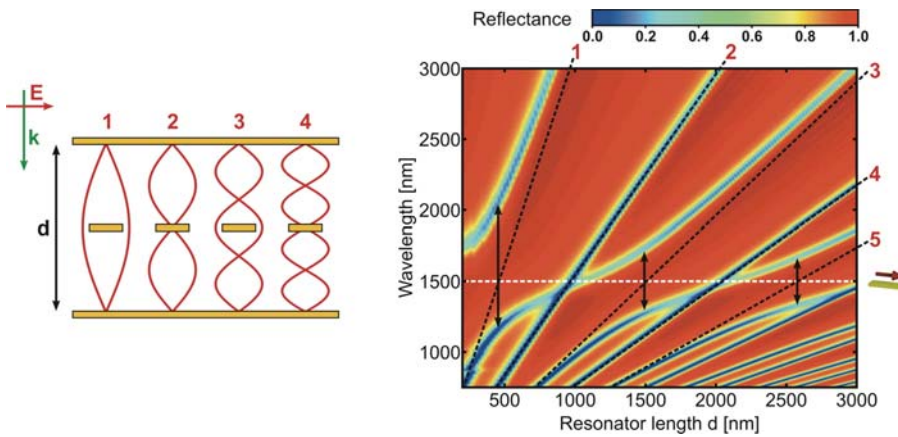 E
k
1 2 3 4
d
Reflectance
0.0 0.2 0.4 0.6 0.8 1.0
1 2 3
3000
2500
4
2000
5
1500
1000
Wavelength [nm]
500 1000 1500 2000 2500 3000
Resonator length d [nm]